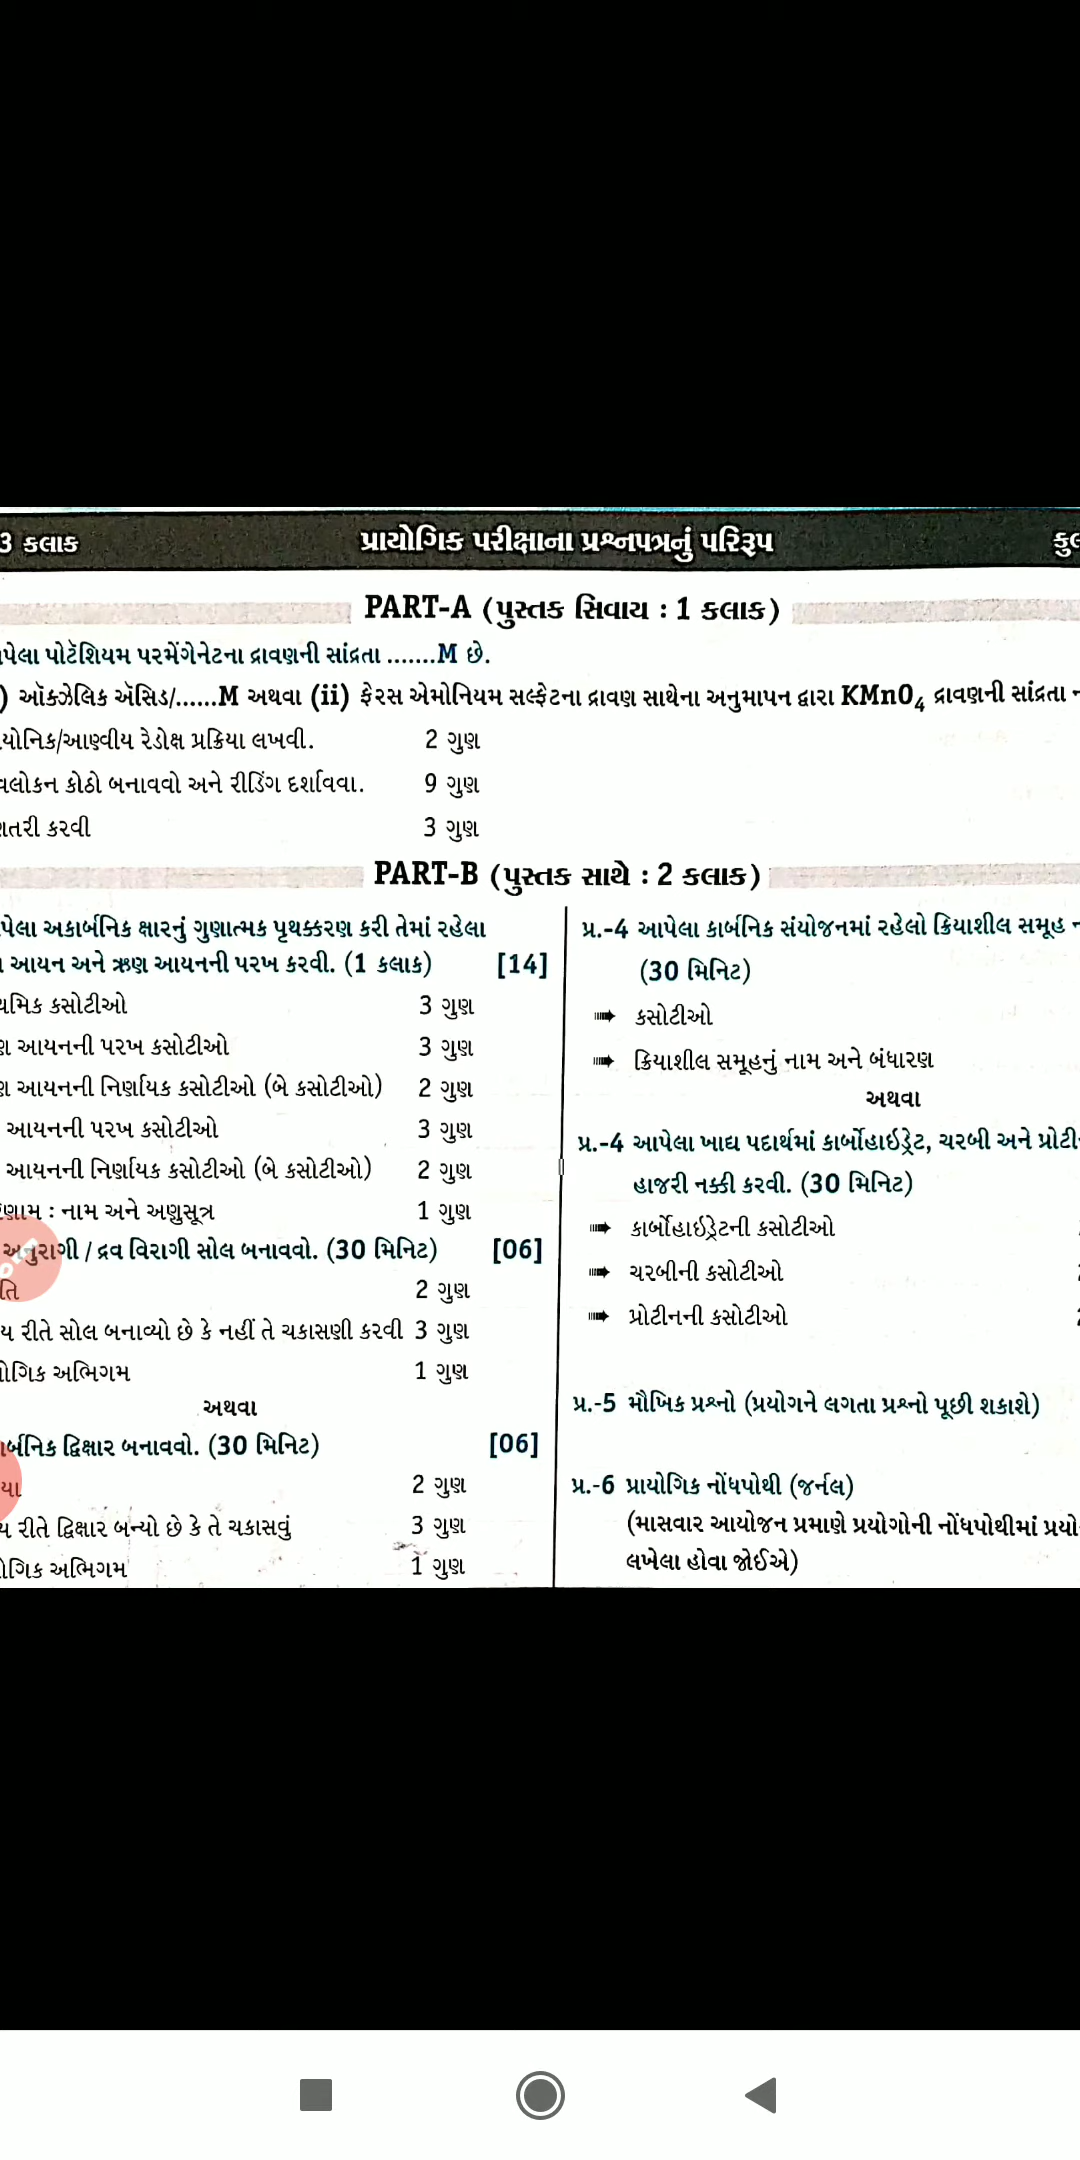 3 કલાક
પ્રાયોગિક પરીક્ષાના પ્રશ્નપત્રનું પરિરૂપ
PART-A (પુસ્તક સિવાય : 1 કલાક)
પોટૅશિયમ પરમેંગેનેટના દ્રાવણની સાંદ્રતા .......M છે.
) ઑક્ઝેલિક ઍસિડ/......M અથવા (ii) ફેરસ એમોનિયમ સલ્ફેટના દ્રાવણ સાથેના અનુમાપન દ્વારા KMnO₄ દ્રાવણની સાંદ્રતા
રેડોક્ષ પ્રક્રિયા લખવી. 2 ગુણ
કોઠો બનાવવો અને રીડિંગ દર્શાવવા. 9 ગુણ
કરવી 3 ગુણ
PART-B (પુસ્તક સાથે : 2 કલાક)
અકાર્બનિક ક્ષારનું ગુણાત્મક પૃથક્કરણ કરી તેમાં રહેલા
આયન અને ઋણ આયનની પરખ કરવી. (1 કલાક) [14]
કસોટીઓ 3 ગુણ
આયનની પરખ કસોટીઓ 3 ગુણ
આયનની નિર્ણાયક કસોટીઓ (બે કસોટીઓ) 2 ગુણ
આયનની પરખ કસોટીઓ 3 ગુણ
આયનની નિર્ણાયક કસોટીઓ (બે કસોટીઓ) 2 ગુણ
: નામ અને અણુસૂત્ર 1 ગુણ
અનુરાગી / દ્રવ વિરાગી સોલ બનાવવો. (30 મિનિટ) [06]
2 ગુણ
રીતે સોલ બનાવ્યો છે કે નહીં તે ચકાસણી કરવી 3 ગુણ
અભિગમ 1 ગુણ
અથવા
દ્વિક્ષાર બનાવવો. (30 મિનિટ) [06]
2 ગુણ
રીતે દ્વિક્ષાર બન્યો છે કે તે ચકાસવું 3 ગુણ
અભિગમ 1 ગુણ
પ્ર.-4 આપેલા કાર્બનિક સંયોજનમાં રહેલો ક્રિયાશીલ સમૂહ
(30 મિનિટ)
➠ કસોટીઓ
➠ ક્રિયાશીલ સમૂહનું નામ અને બંધારણ
અથવા
પ્ર.-4 આપેલા ખાદ્ય પદાર્થમાં કાર્બોહાઇડ્રેટ, ચરબી અને
હાજરી નક્કી કરવી. (30 મિનિટ)
➠ કાર્બોહાઇડ્રેટની કસોટીઓ
➠ ચરબીની કસોટીઓ
➠ પ્રોટીનની કસોટીઓ
પ્ર.-5 મૌખિક પ્રશ્નો (પ્રયોગને લગતા પ્રશ્નો પૂછી શકાશે)
પ્ર.-6 પ્રાયોગિક નોંધપોથી (જર્નલ)
(માસવાર આયોજન પ્રમાણે પ્રયોગોની નોંધપોથીમાં
લખેલા હોવા જોઈએ)